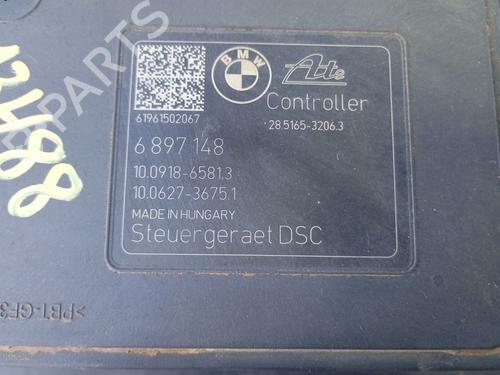 BMW
Ate
Controller
61961502067
28.5165-3206.3
6 897 148
10.0918-6581.3
10.0627-3675.1
MADE IN HUNGARY
Steuergeraet DSC
PARTS
>PBT-GF3